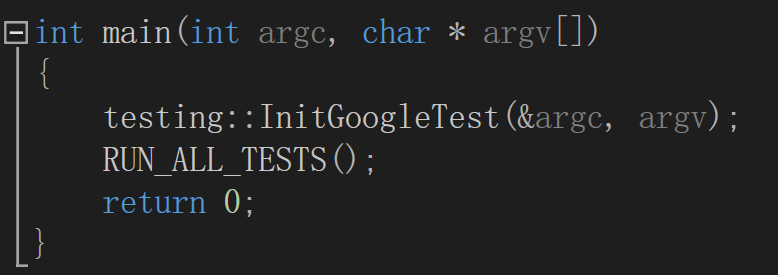 int main(int argc, char * argv[])
{
    testing::InitGoogleTest(&argc, argv);
    RUN_ALL_TESTS();
    return 0;
}